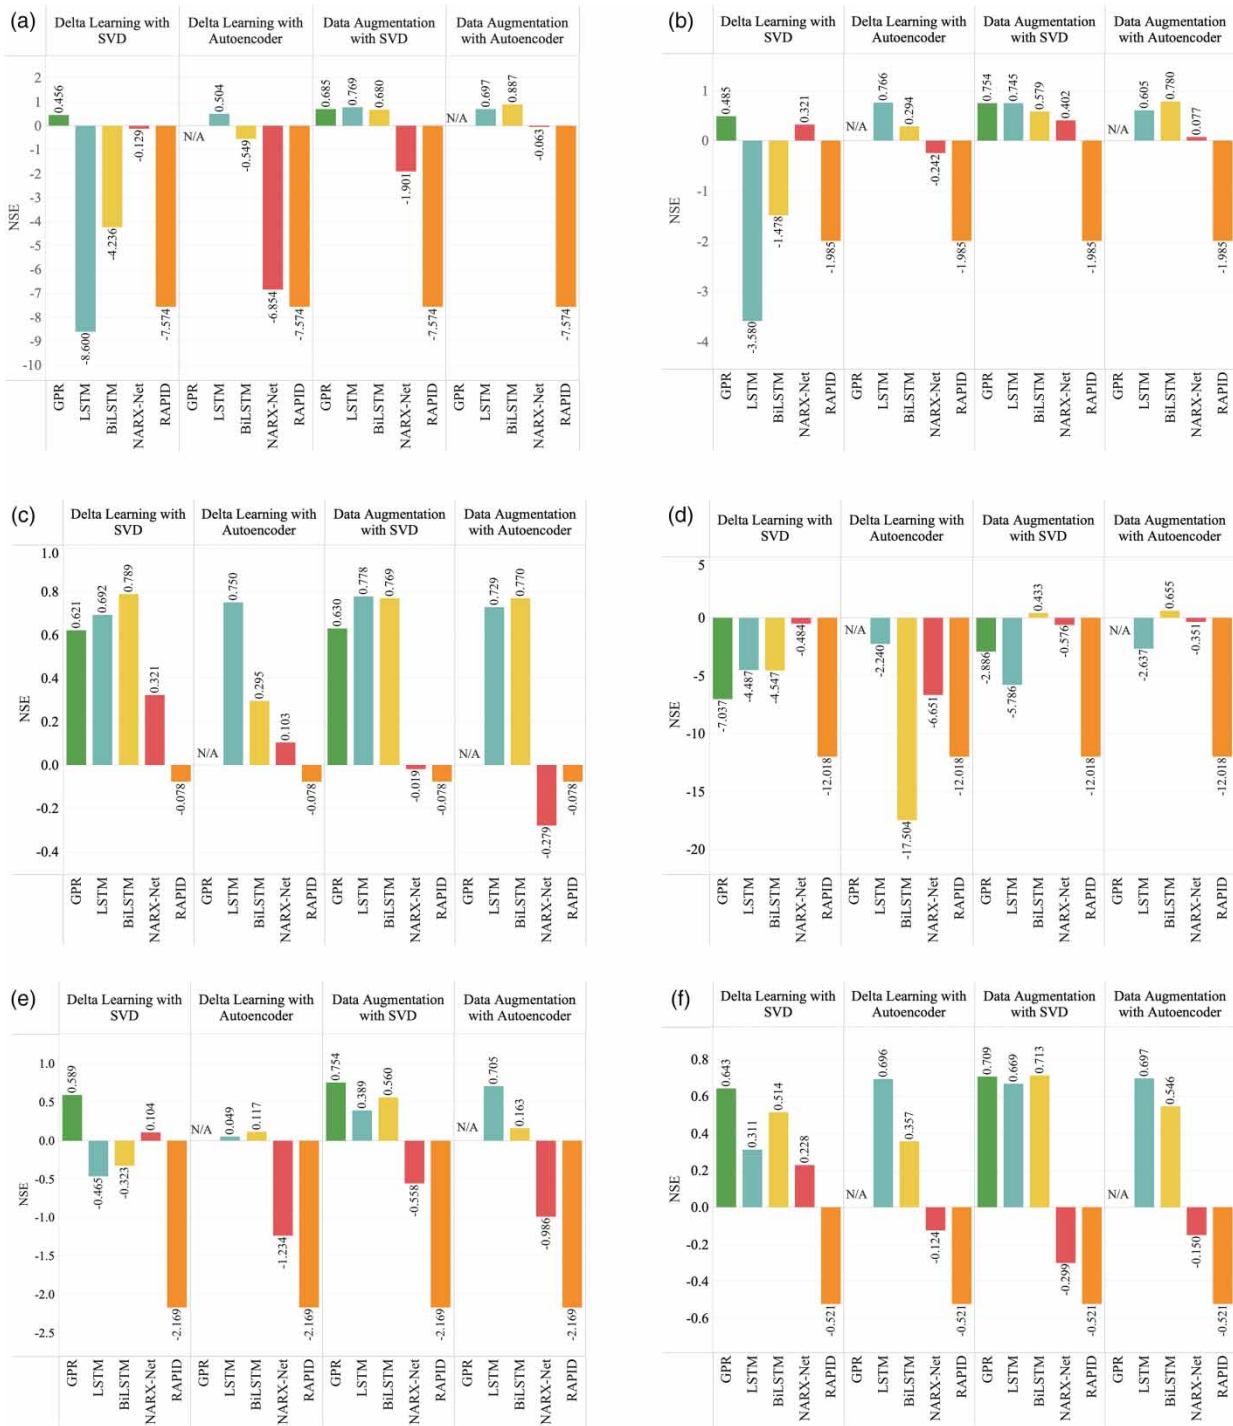 (a)
Delta Learning with
SVD
Delta Learning with
Autoencoder
Data Augmentation
with SVD
Data Augmentation
with Autoencoder
NSE
2
1
0
-1
-2
-3
-4
-5
-6
-7
-8
-9
-10
0.456
-8.600
-4.236
-0.129
-7.574
N/A
0.504
-0.549
-6.854
-7.574
0.685
0.769
0.680
-1.901
-7.574
N/A
0.697
0.887
-0.063
-7.574
GPR
LSTM
BiLSTM
NARX-Net
RAPID
GPR
LSTM
BiLSTM
NARX-Net
RAPID
GPR
LSTM
BiLSTM
NARX-Net
RAPID
GPR
LSTM
BiLSTM
NARX-Net
RAPID
(b)
Delta Learning with
SVD
Delta Learning with
Autoencoder
Data Augmentation
with SVD
Data Augmentation
with Autoencoder
NSE
1
0
-1
-2
-3
-4
0.485
-3.580
-1.478
0.321
-1.985
N/A
0.766
0.294
-0.242
-1.985
0.754
0.745
0.579
0.402
-1.985
N/A
0.605
0.780
0.077
-1.985
GPR
LSTM
BiLSTM
NARX-Net
RAPID
GPR
LSTM
BiLSTM
NARX-Net
RAPID
GPR
LSTM
BiLSTM
NARX-Net
RAPID
GPR
LSTM
BiLSTM
NARX-Net
RAPID
(c)
Delta Learning with
SVD
Delta Learning with
Autoencoder
Data Augmentation
with SVD
Data Augmentation
with Autoencoder
NSE
1.0
0.8
0.6
0.4
0.2
0.0
-0.2
-0.4
0.621
0.692
0.789
0.321
-0.078
N/A
0.750
0.295
0.103
-0.078
0.630
0.778
0.769
-0.019
-0.078
N/A
0.729
0.770
-0.279
-0.078
GPR
LSTM
BiLSTM
NARX-Net
RAPID
GPR
LSTM
BiLSTM
NARX-Net
RAPID
GPR
LSTM
BiLSTM
NARX-Net
RAPID
GPR
LSTM
BiLSTM
NARX-Net
RAPID
(d)
Delta Learning with
SVD
Delta Learning with
Autoencoder
Data Augmentation
with SVD
Data Augmentation
with Autoencoder
NSE
5
0
-5
-10
-15
-20
-7.037
-4.487
-4.547
-0.484
-12.018
N/A
-2.240
-17.504
-6.651
-12.018
-2.886
-5.786
0.433
-0.576
-12.018
N/A
-2.637
0.655
-0.351
-12.018
GPR
LSTM
BiLSTM
NARX-Net
RAPID
GPR
LSTM
BiLSTM
NARX-Net
RAPID
GPR
LSTM
BiLSTM
NARX-Net
RAPID
GPR
LSTM
BiLSTM
NARX-Net
RAPID
(e)
Delta Learning with
SVD
Delta Learning with
Autoencoder
Data Augmentation
with SVD
Data Augmentation
with Autoencoder
NSE
1.0
0.5
0.0
-0.5
-1.0
-1.5
-2.0
-2.5
0.589
-0.465
-0.323
0.104
-2.169
N/A
0.049
0.117
-1.234
-2.169
0.754
0.389
0.560
-0.558
-2.169
N/A
0.705
0.163
-0.986
-2.169
GPR
LSTM
BiLSTM
NARX-Net
RAPID
GPR
LSTM
BiLSTM
NARX-Net
RAPID
GPR
LSTM
BiLSTM
NARX-Net
RAPID
GPR
LSTM
BiLSTM
NARX-Net
RAPID
(f)
Delta Learning with
SVD
Delta Learning with
Autoencoder
Data Augmentation
with SVD
Data Augmentation
with Autoencoder
NSE
0.8
0.6
0.4
0.2
0.0
-0.2
-0.4
-0.6
0.643
0.311
0.514
0.228
-0.521
N/A
0.696
0.357
-0.124
-0.521
0.709
0.669
0.713
-0.299
-0.521
N/A
0.697
0.546
-0.150
-0.521
GPR
LSTM
BiLSTM
NARX-Net
RAPID
GPR
LSTM
BiLSTM
NARX-Net
RAPID
GPR
LSTM
BiLSTM
NARX-Net
RAPID
GPR
LSTM
BiLSTM
NARX-Net
RAPID